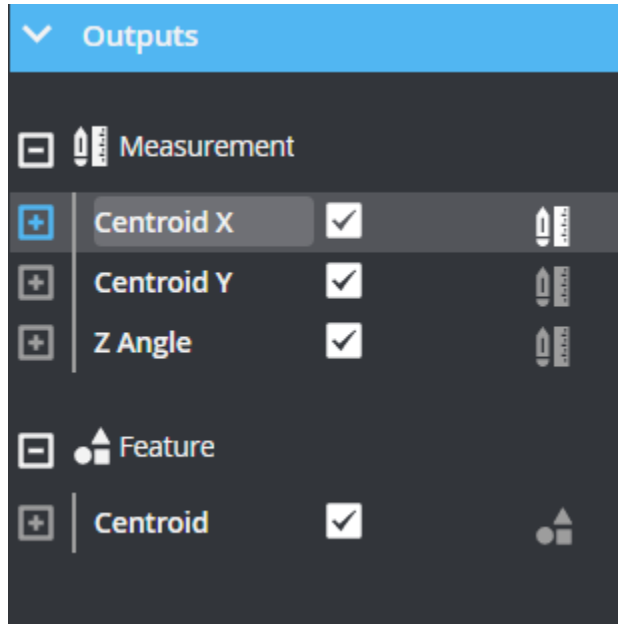 Outputs
Measurement
Centroid X
Centroid Y
Z Angle
Feature
Centroid